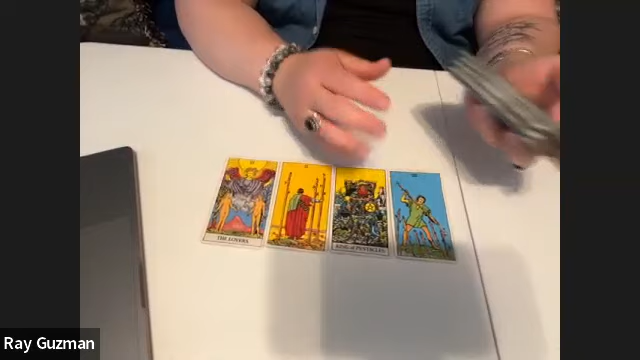 THE LOVERS.
KING of PENTACLES.
Ray Guzman